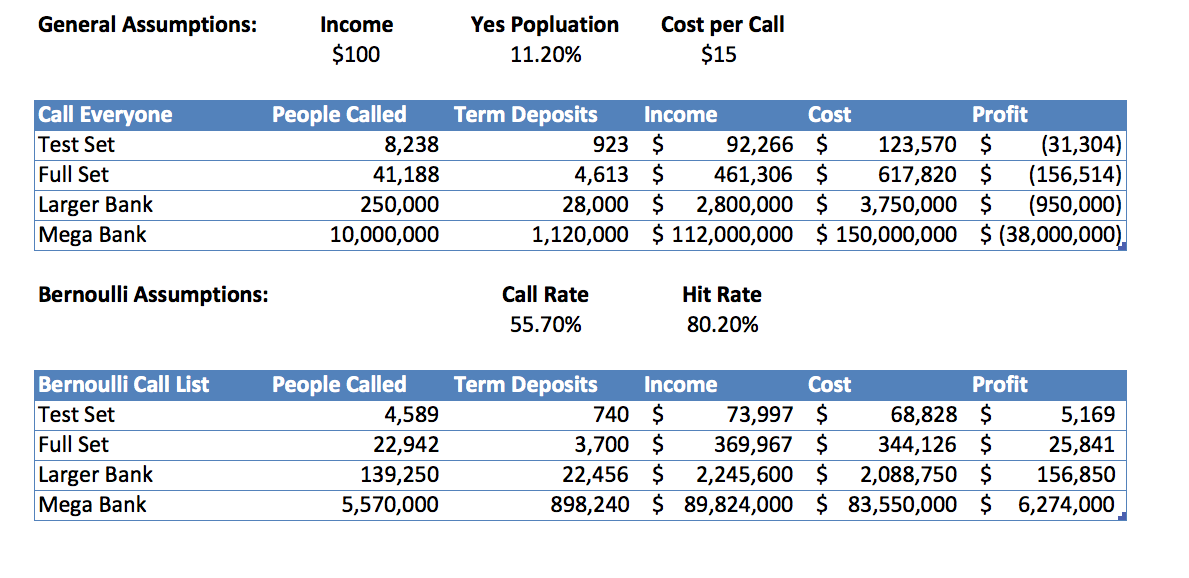 General Assumptions: Income Yes Popluation Cost per Call
$100 11.20% $15
Call Everyone People Called Term Deposits Income Cost Profit
Test Set 8,238 923 $ 92,266 $ 123,570 $ (31,304)
Full Set 41,188 4,613 $ 461,306 $ 617,820 $ (156,514)
Larger Bank 250,000 28,000 $ 2,800,000 $ 3,750,000 $ (950,000)
Mega Bank 10,000,000 1,120,000 $ 112,000,000 $ 150,000,000 $ (38,000,000)
Bernoulli Assumptions: Call Rate Hit Rate
55.70% 80.20%
Bernoulli Call List People Called Term Deposits Income Cost Profit
Test Set 4,589 740 $ 73,997 $ 68,828 $ 5,169
Full Set 22,942 3,700 $ 369,967 $ 344,126 $ 25,841
Larger Bank 139,250 22,456 $ 2,245,600 $ 2,088,750 $ 156,850
Mega Bank 5,570,000 898,240 $ 89,824,000 $ 83,550,000 $ 6,274,000